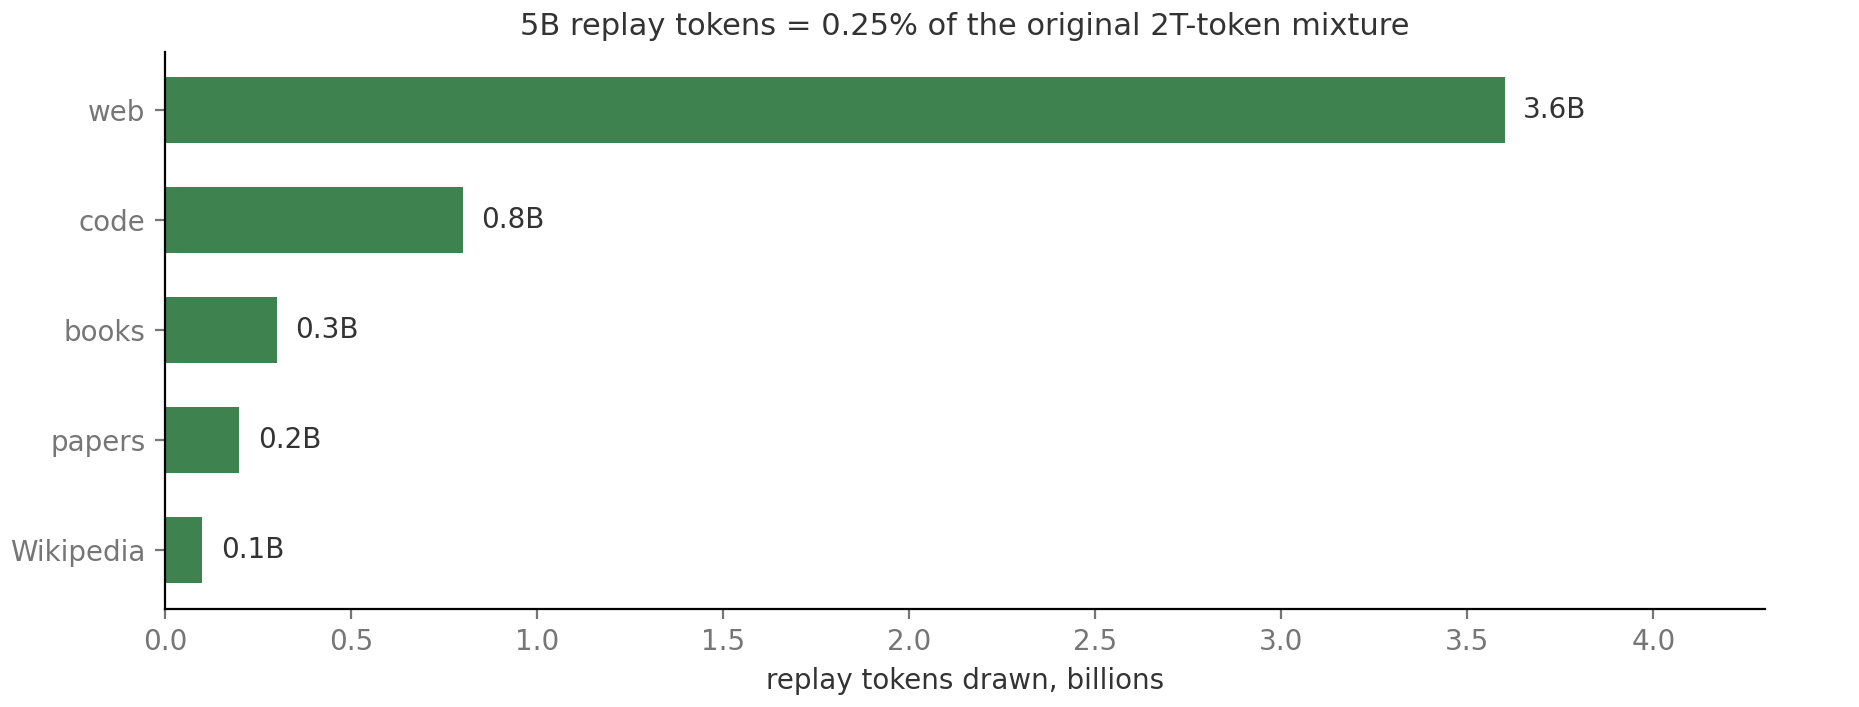 5B replay tokens = 0.25% of the original 2T-token mixture
web 3.6B
code 0.8B
books 0.3B
papers 0.2B
Wikipedia 0.1B
0.0 0.5 1.0 1.5 2.0 2.5 3.0 3.5 4.0
replay tokens drawn, billions